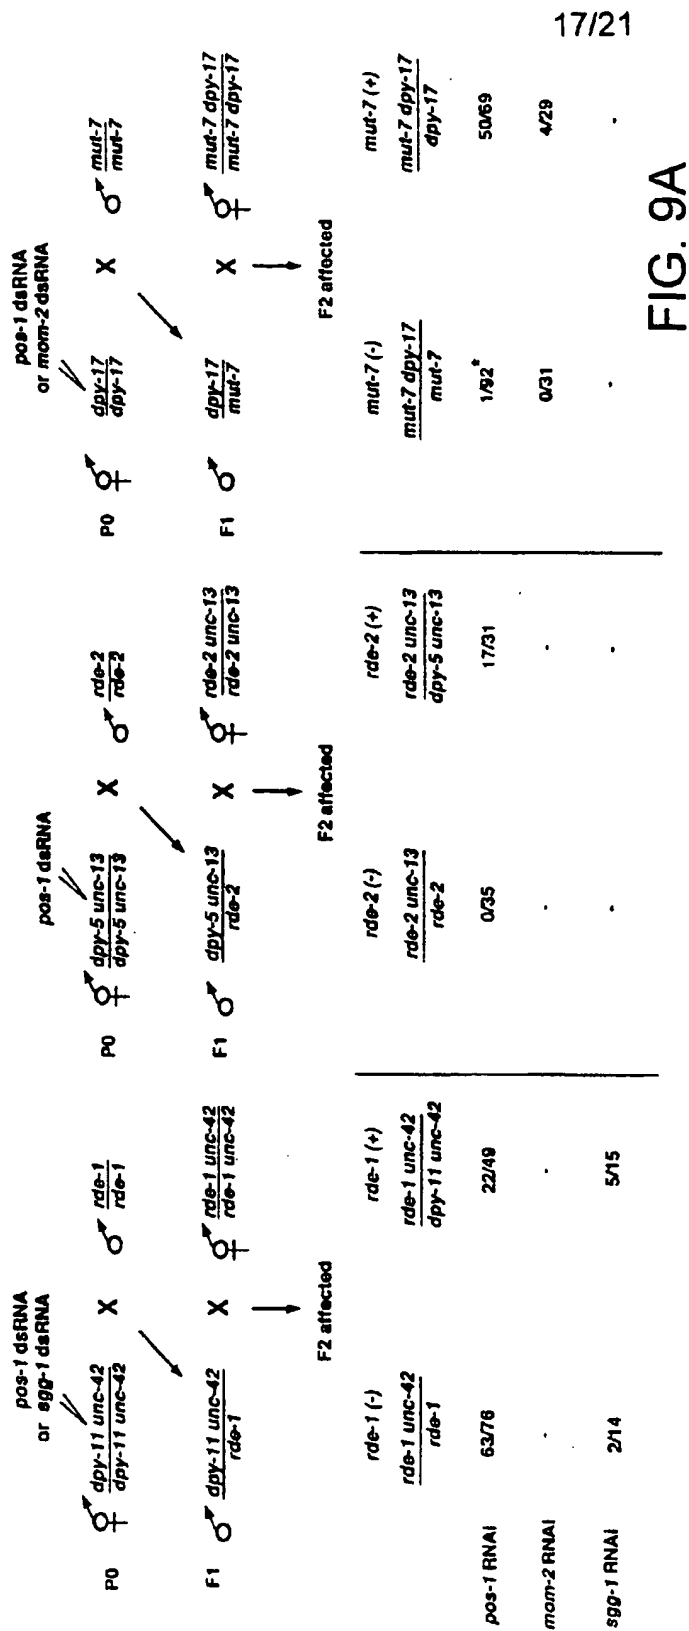 17/21
pos-1 dsRNA
or sgg-1 dsRNA
P0
dpy-11 unc-42
dpy-11 unc-42
X
rde-1
rde-1
F1
dpy-11 unc-42
rde-1
X
rde-1 unc-42
rde-1 unc-42
F2 affected
rde-1 (-)
rde-1 unc-42
rde-1
rde-1 (+)
rde-1 unc-42
dpy-11 unc-42
pos-1 dsRNA
P0
dpy-5 unc-13
dpy-5 unc-13
X
rde-2
rde-2
F1
dpy-5 unc-13
rde-2
X
rde-2 unc-13
rde-2 unc-13
F2 affected
rde-2 (-)
rde-2 unc-13
rde-2
rde-2 (+)
rde-2 unc-13
dpy-5 unc-13
pos-1 dsRNA
or mom-2 dsRNA
P0
dpy-17
dpy-17
X
mut-7
mut-7
F1
dpy-17
mut-7
X
mut-7 dpy-17
mut-7 dpy-17
F2 affected
mut-7 (-)
mut-7 dpy-17
mut-7
mut-7 (+)
mut-7 dpy-17
dpy-17
pos-1 RNAi 63/76 22/49 0/35 17/31 1/92* 50/69
mom-2 RNAi - - - - 0/31 4/29
sgg-1 RNAi 2/14 5/15 - - - -
FIG. 9A